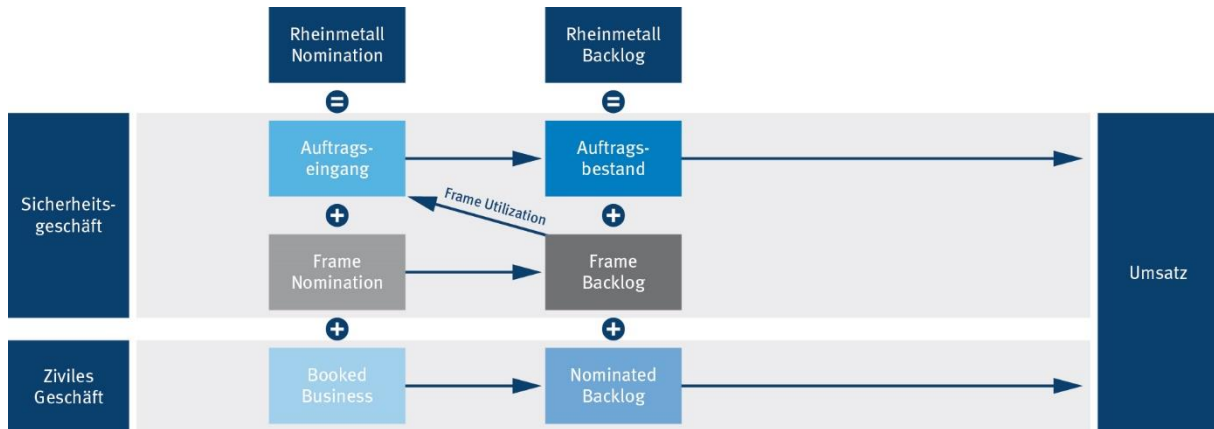 Rheinmetall
Nomination
Rheinmetall
Backlog
=
=
Sicherheits-
geschäft
Auftrags-
eingang
Auftrags-
bestand
+
Frame Utilization
+
Frame
Nomination
Frame
Backlog
Umsatz
+
+
Ziviles
Geschäft
Booked
Business
Nominated
Backlog